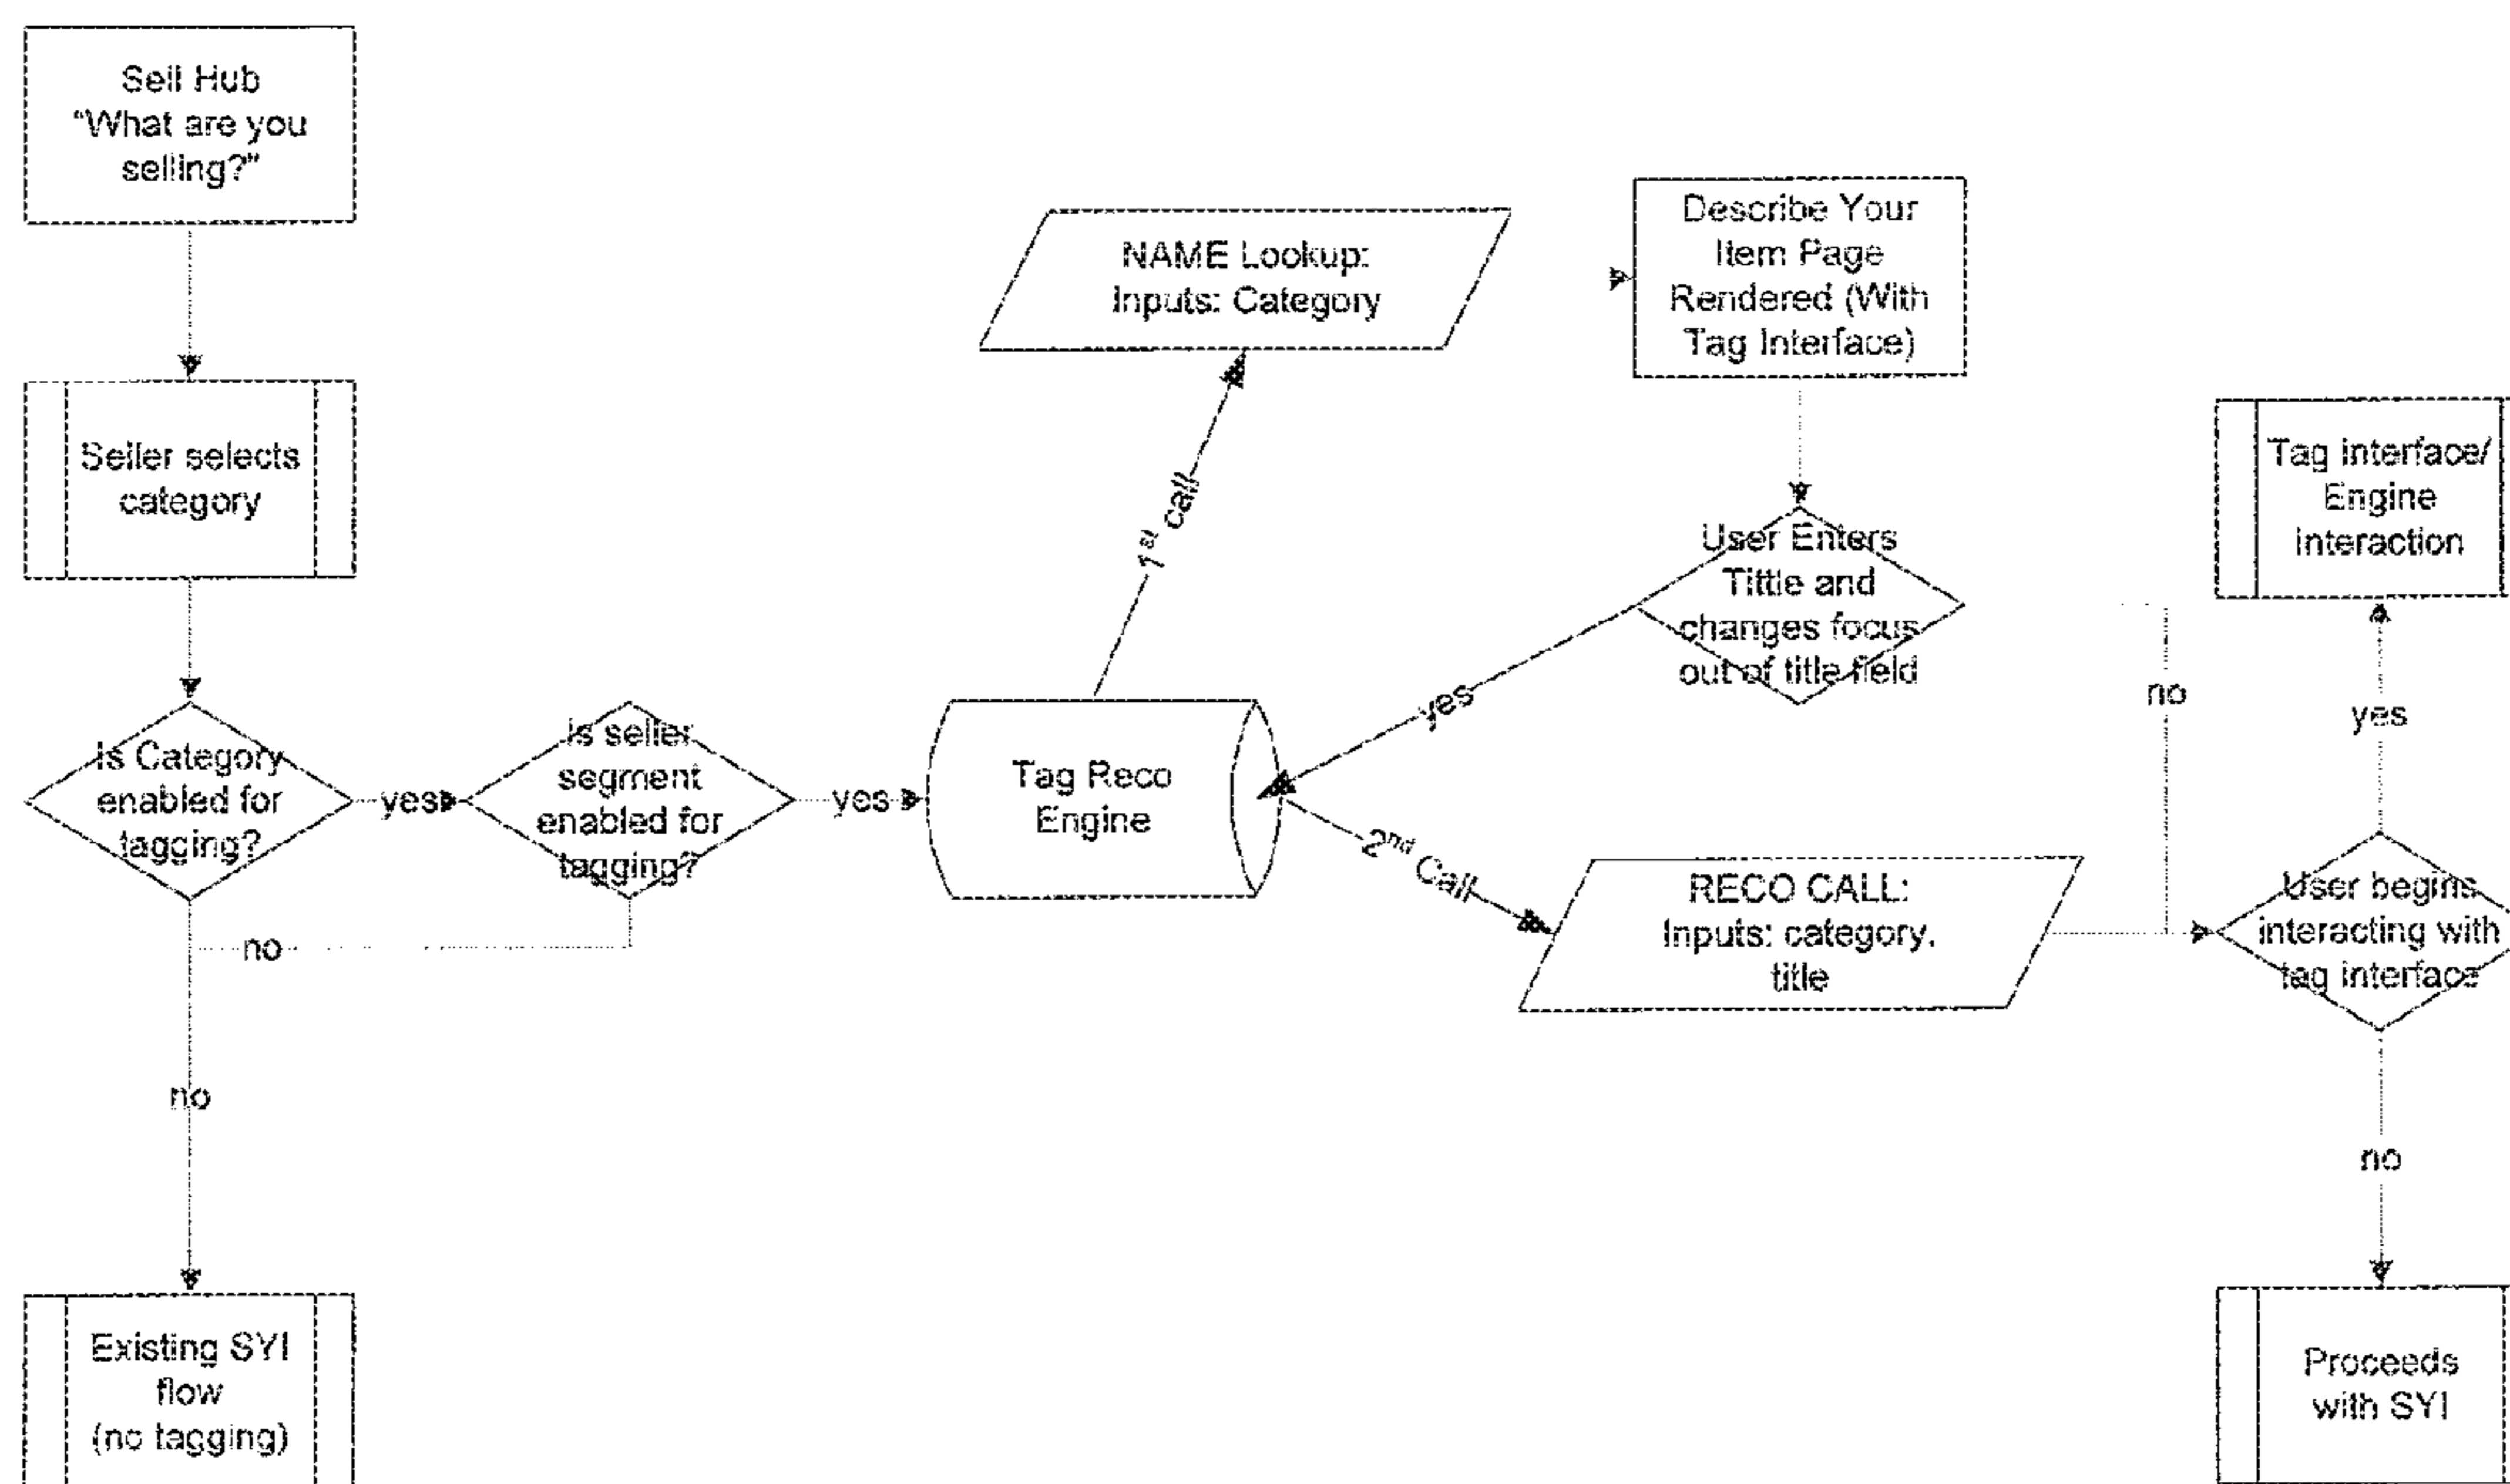 Sell Hub
"What are you
selling?"
Seller selects
category
Is Category
enabled for
tagging?
yes
no
Existing SYI
flow
(no tagging)
is seller
segment
enabled for
tagging?
yes
no
Tag Reco
Engine
1st call
NAME Lookup:
Inputs: Category
Describe Your
Item Page
Rendered (With
Tag Interface)
User Enters
Tittle and
changes focus
out of title field
yes
no
2nd Call
RECO CALL:
Inputs: category,
title
User begins
interacting with
tag interface
yes
Tag interface/
Engine
interaction
no
Proceeds
with SYI